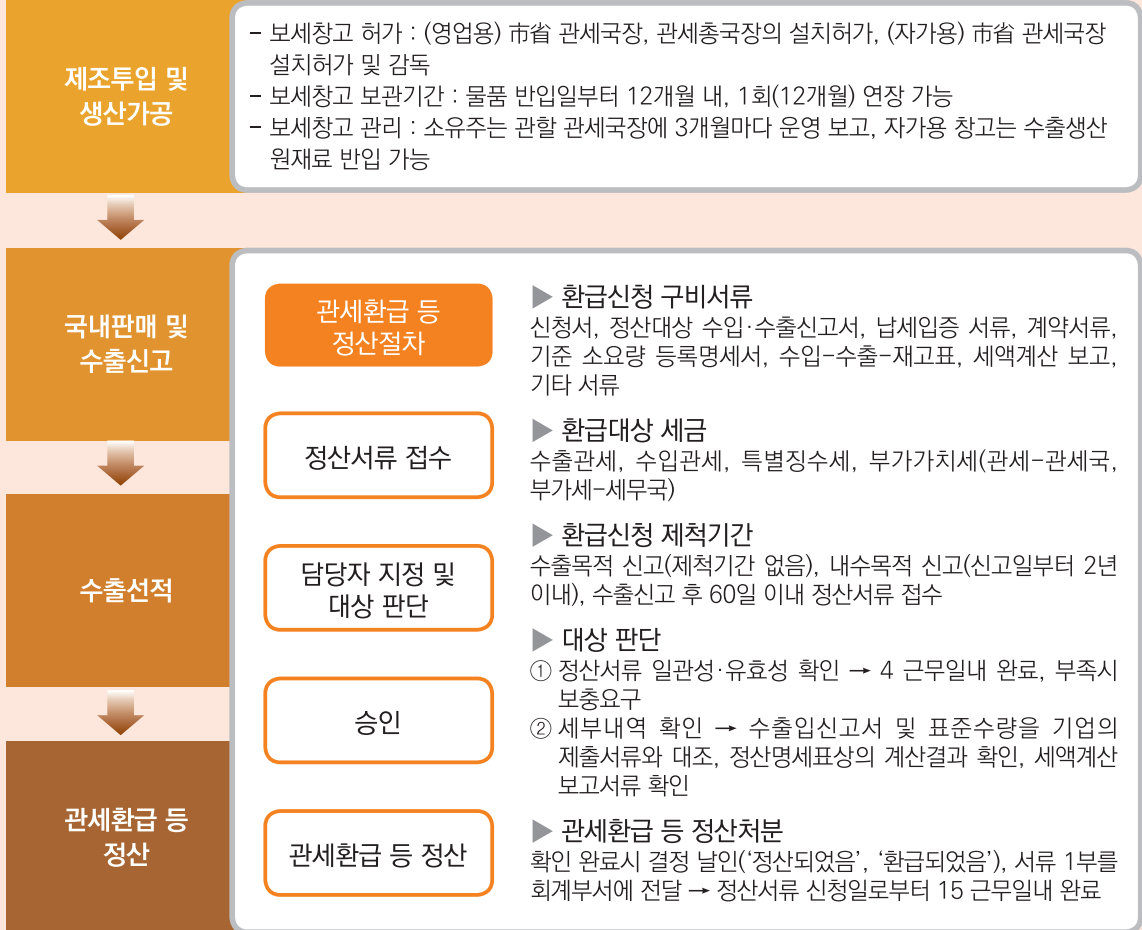 제조투입 및
생산가공
- 보세창고 허가 : (영업용) 市省 관세국장, 관세총국장의 설치허가, (자가용) 市省 관세국장
설치허가 및 감독
- 보세창고 보관기간 : 물품 반입일부터 12개월 내, 1회(12개월) 연장 가능
- 보세창고 관리 : 소유주는 관할 관세국장에 3개월마다 운영 보고, 자가용 창고는 수출생산
원재료 반입 가능
국내판매 및
수출신고
수출선적
관세환급 등
정산
관세환급 등
정산절차
정산서류 접수
담당자 지정 및
대상 판단
승인
관세환급 등 정산
▶ 환급신청 구비서류
신청서, 정산대상 수입·수출신고서, 납세입증 서류, 계약서류,
기준 소요량 등록명세서, 수입-수출-재고표, 세액계산 보고,
기타 서류
▶ 환급대상 세금
수출관세, 수입관세, 특별징수세, 부가가치세(관세-관세국,
부가세-세무국)
▶ 환급신청 제척기간
수출목적 신고(제척기간 없음), 내수목적 신고(신고일부터 2년
이내), 수출신고 후 60일 이내 정산서류 접수
▶ 대상 판단
① 정산서류 일관성·유효성 확인 → 4 근무일내 완료, 부족시
보충요구
② 세부내역 확인 → 수출입신고서 및 표준수량을 기업의
제출서류와 대조, 정산명세표상의 계산결과 확인, 세액계산
보고서류 확인
▶ 관세환급 등 정산처분
확인 완료시 결정 날인(‘정산되었음’, ‘환급되었음’), 서류 1부를
회계부서에 전달 → 정산서류 신청일로부터 15 근무일내 완료